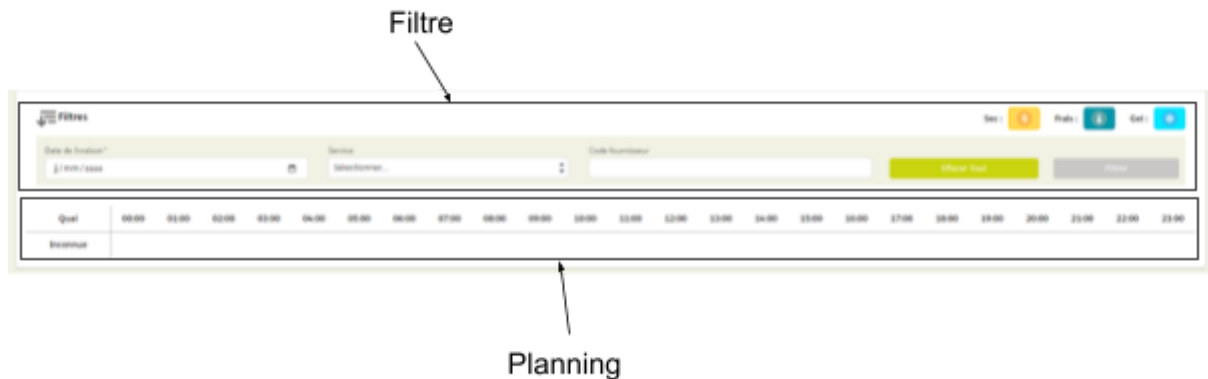 Filtre
Filtres
Sec :
Frais :
Gel :
Date de livraison*
Service
Code fournisseur
jj/mm/aaaa
Sélectionner...
Effacer Tout
Filtrer
Quai 00:00 01:00 02:00 03:00 04:00 05:00 06:00 07:00 08:00 09:00 10:00 11:00 12:00 13:00 14:00 15:00 16:00 17:00 18:00 19:00 20:00 21:00 22:00 23:00
Inconnue
Planning